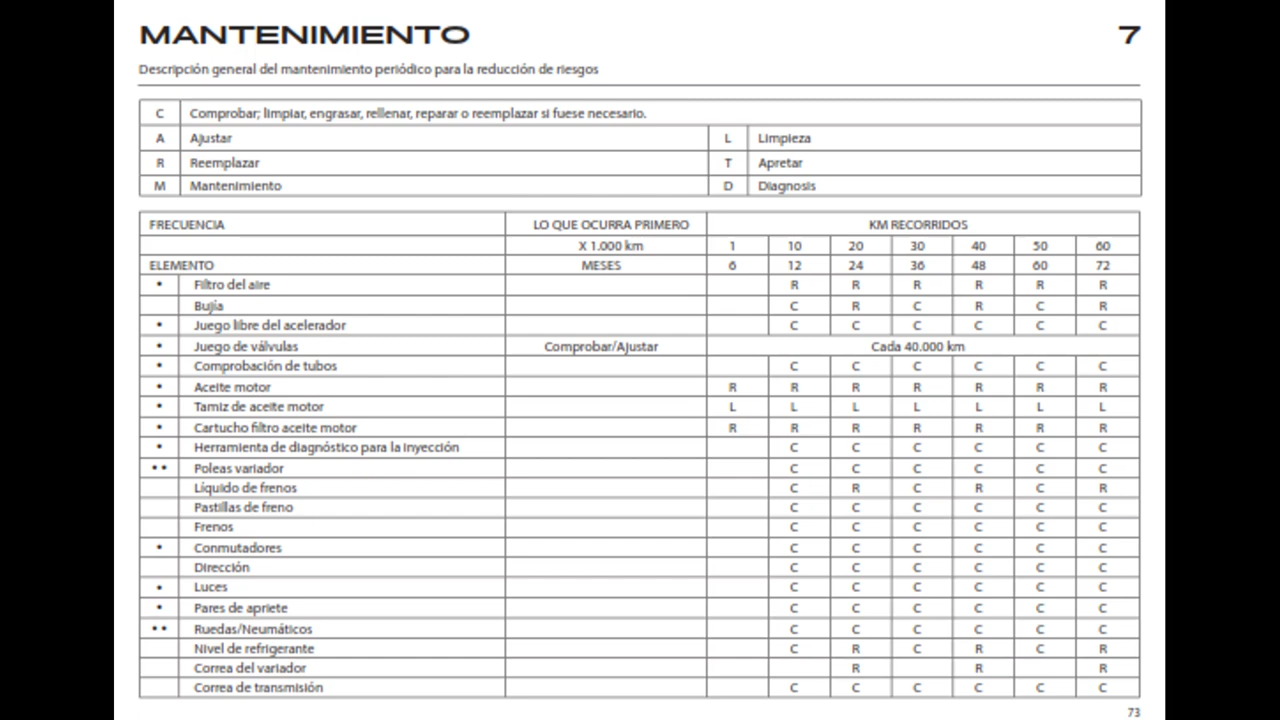 MANTENIMIENTO 7
Descripción general del mantenimiento periódico para la reducción de riesgos
C Comprobar; limpiar, engrasar, rellenar, reparar o reemplazar si fuese necesario.
A Ajustar L Limpieza
R Reemplazar T Apretar
M Mantenimiento D Diagnosis
FRECUENCIA LO QUE OCURRA PRIMERO KM RECORRIDOS
X 1.000 km 1 10 20 30 40 50 60
ELEMENTO MESES 6 12 24 36 48 60 72
• Filtro del aire R R R R R R
Bujía C R C R C R
• Juego libre del acelerador C C C C C C
• Juego de válvulas Comprobar/Ajustar Cada 40.000 km
• Comprobación de tubos C C C C C C
• Aceite motor R R R R R R R
• Tamiz de aceite motor L L L L L L L
• Cartucho filtro aceite motor R R R R R R R
• Herramienta de diagnóstico para la inyección C C C C C C
•• Poleas variador C C C C C C
Líquido de frenos C R C R C R
Pastillas de freno C C C C C C
Frenos C C C C C C
• Conmutadores C C C C C C
Dirección C C C C C C
• Luces C C C C C C
• Pares de apriete C C C C C C
•• Ruedas/Neumáticos C C C C C C
Nivel de refrigerante C R C R C R
Correa del variador R R R
Correa de transmisión C C C C C C
73